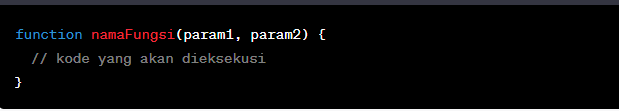 function namaFungsi(param1, param2) {
  // kode yang akan dieksekusi
}